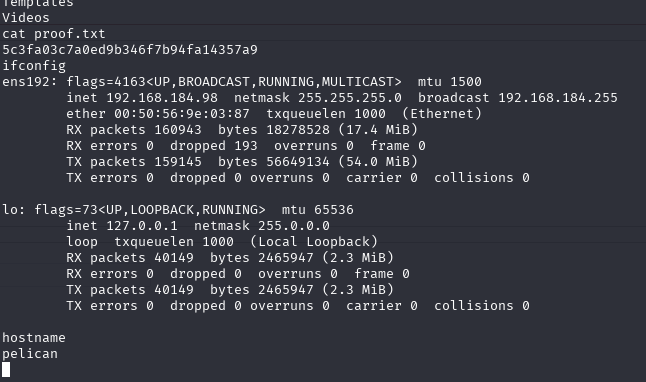 Templates
Videos
cat proof.txt
5c3fa03c7a0ed9b346f7b94fa14357a9
ifconfig
ens192: flags=4163<UP,BROADCAST,RUNNING,MULTICAST>  mtu 1500
        inet 192.168.184.98  netmask 255.255.255.0  broadcast 192.168.184.255
        ether 00:50:56:9e:03:87  txqueuelen 1000  (Ethernet)
        RX packets 160943  bytes 18278528 (17.4 MiB)
        RX errors 0  dropped 193  overruns 0  frame 0
        TX packets 159145  bytes 56649134 (54.0 MiB)
        TX errors 0  dropped 0 overruns 0  carrier 0  collisions 0

lo: flags=73<UP,LOOPBACK,RUNNING>  mtu 65536
        inet 127.0.0.1  netmask 255.0.0.0
        loop  txqueuelen 1000  (Local Loopback)
        RX packets 40149  bytes 2465947 (2.3 MiB)
        RX errors 0  dropped 0  overruns 0  frame 0
        TX packets 40149  bytes 2465947 (2.3 MiB)
        TX errors 0  dropped 0 overruns 0  carrier 0  collisions 0

hostname
pelican